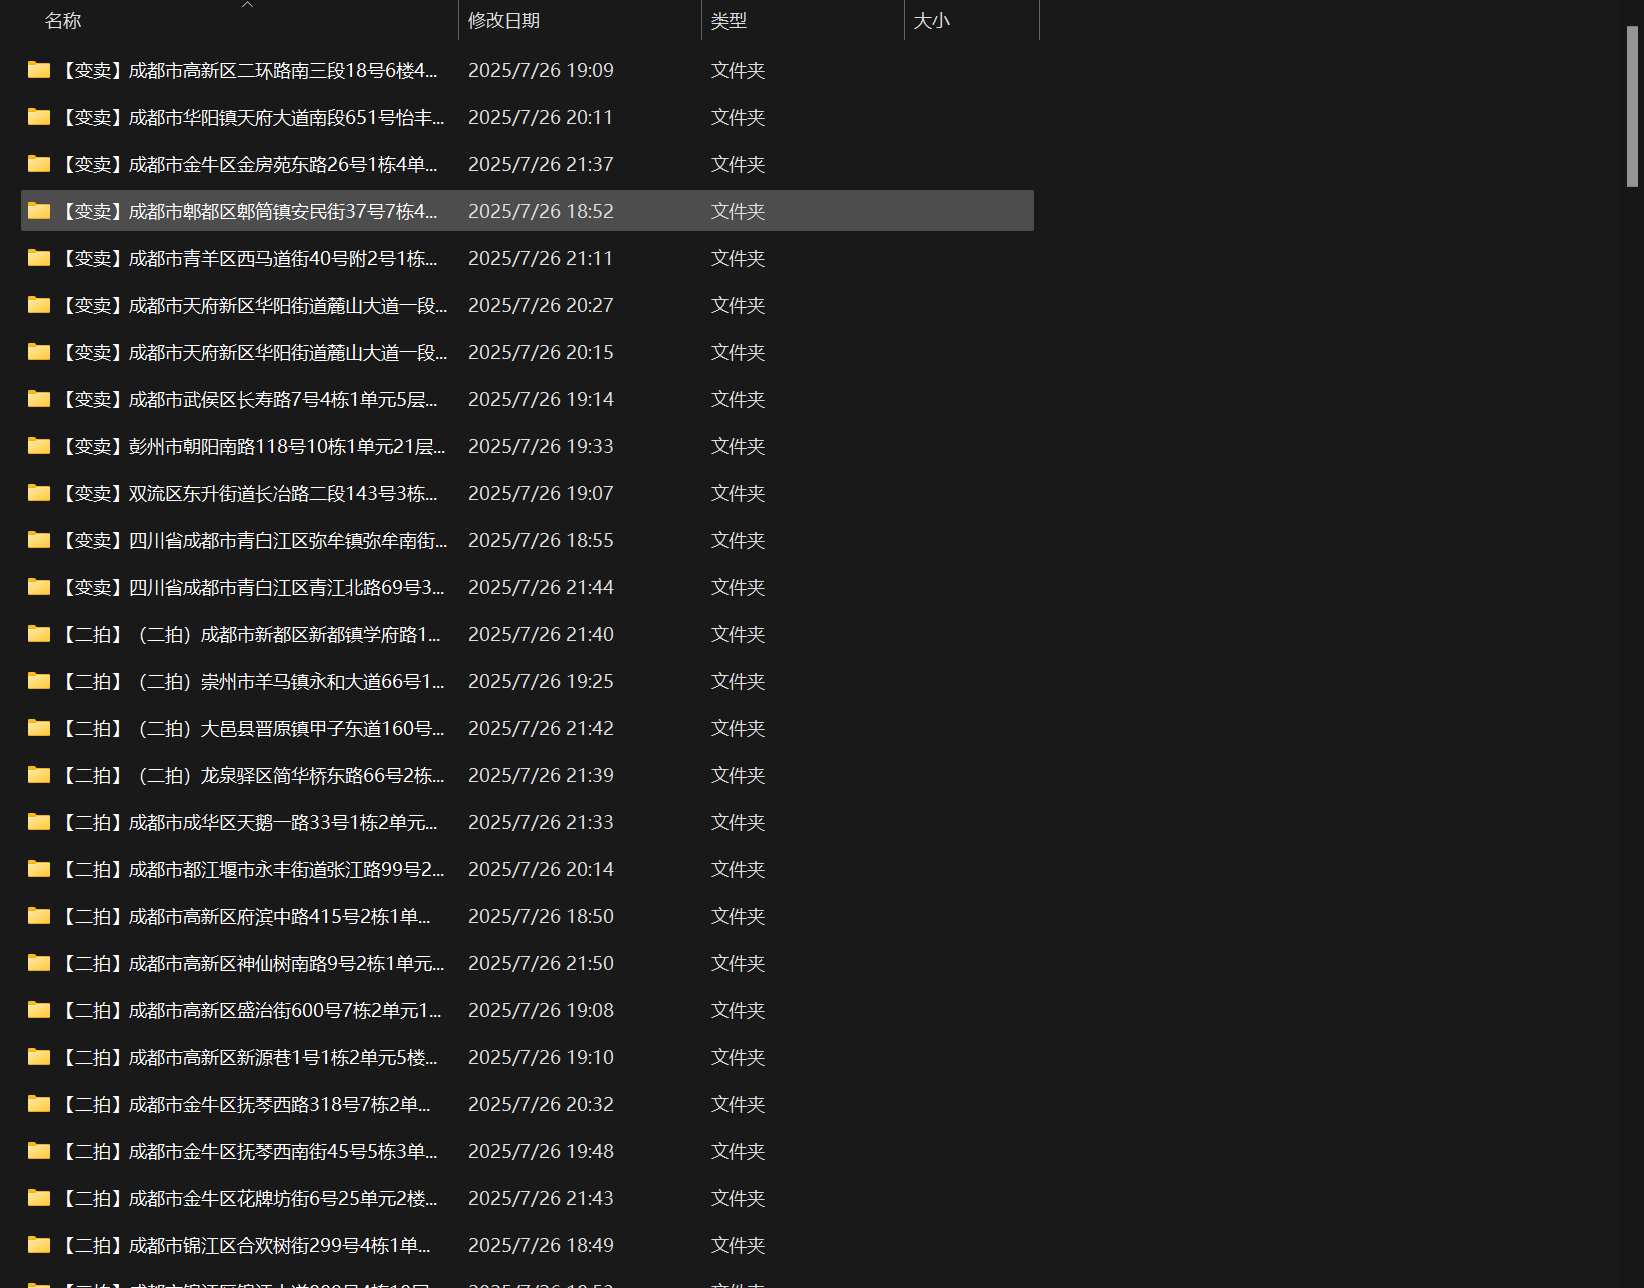 名称 修改日期 类型 大小
【变卖】成都市高新区二环路南三段18号6楼4... 2025/7/26 19:09 文件夹
【变卖】成都市华阳镇天府大道南段651号怡丰... 2025/7/26 20:11 文件夹
【变卖】成都市金牛区金房苑东路26号1栋4单... 2025/7/26 21:37 文件夹
【变卖】成都市郫都区郫筒镇安民街37号7栋4... 2025/7/26 18:52 文件夹
【变卖】成都市青羊区西马道街40号附2号1栋... 2025/7/26 21:11 文件夹
【变卖】成都市天府新区华阳街道麓山大道一段... 2025/7/26 20:27 文件夹
【变卖】成都市天府新区华阳街道麓山大道一段... 2025/7/26 20:15 文件夹
【变卖】成都市武侯区长寿路7号4栋1单元5层... 2025/7/26 19:14 文件夹
【变卖】彭州市朝阳南路118号10栋1单元21层... 2025/7/26 19:33 文件夹
【变卖】双流区东升街道长冶路二段143号3栋... 2025/7/26 19:07 文件夹
【变卖】四川省成都市青白江区弥牟镇弥牟南街... 2025/7/26 18:55 文件夹
【变卖】四川省成都市青白江区青江北路69号3... 2025/7/26 21:44 文件夹
【二拍】（二拍）成都市新都区新都镇学府路1... 2025/7/26 21:40 文件夹
【二拍】（二拍）崇州市羊马镇永和大道66号1... 2025/7/26 19:25 文件夹
【二拍】（二拍）大邑县晋原镇甲子东道160号... 2025/7/26 21:42 文件夹
【二拍】（二拍）龙泉驿区简华桥东路66号2栋... 2025/7/26 21:39 文件夹
【二拍】成都市成华区天鹅一路33号1栋2单元... 2025/7/26 21:33 文件夹
【二拍】成都市都江堰市永丰街道张江路99号2... 2025/7/26 20:14 文件夹
【二拍】成都市高新区府滨中路415号2栋1单... 2025/7/26 18:50 文件夹
【二拍】成都市高新区神仙树南路9号2栋1单元... 2025/7/26 21:50 文件夹
【二拍】成都市高新区盛治街600号7栋2单元1... 2025/7/26 19:08 文件夹
【二拍】成都市高新区新源巷1号1栋2单元5楼... 2025/7/26 19:10 文件夹
【二拍】成都市金牛区抚琴西路318号7栋2单... 2025/7/26 20:32 文件夹
【二拍】成都市金牛区抚琴西南街45号5栋3单... 2025/7/26 19:48 文件夹
【二拍】成都市金牛区花牌坊街6号25单元2楼... 2025/7/26 21:43 文件夹
【二拍】成都市锦江区合欢树街299号4栋1单... 2025/7/26 18:49 文件夹